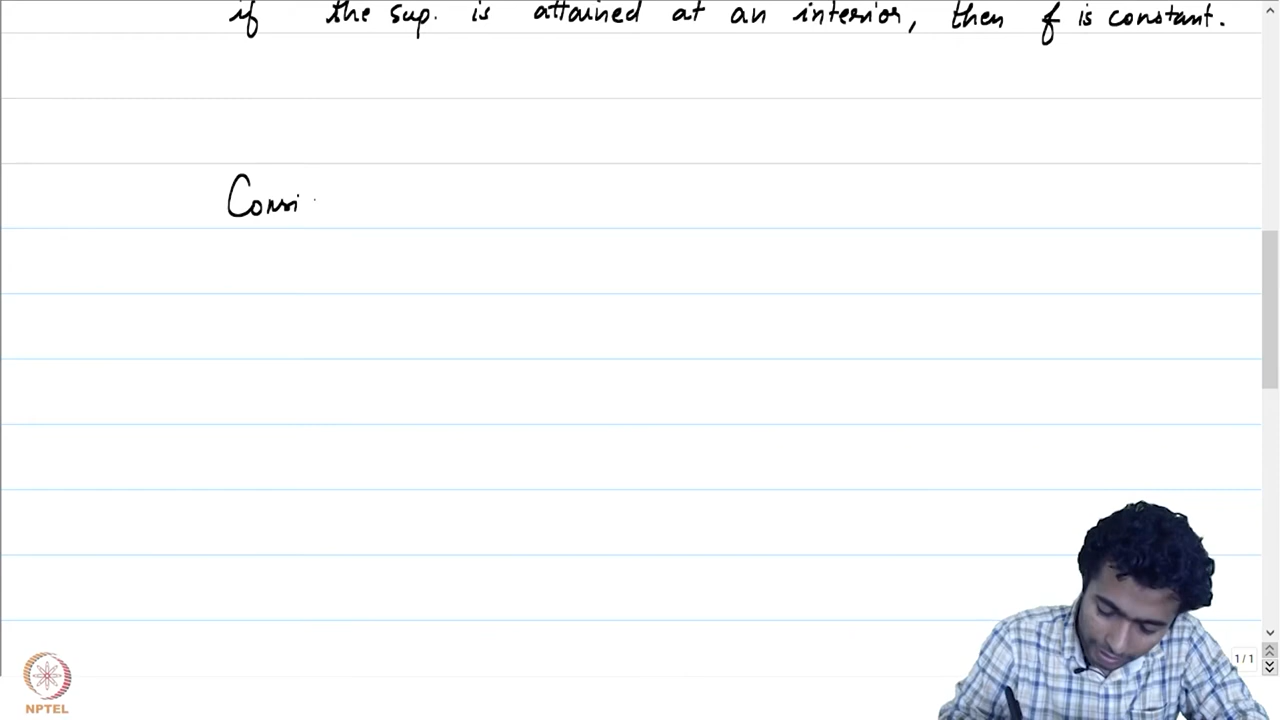 if the sup. is attained at an interior, then f is constant.
Consi
1/1
NPTEL